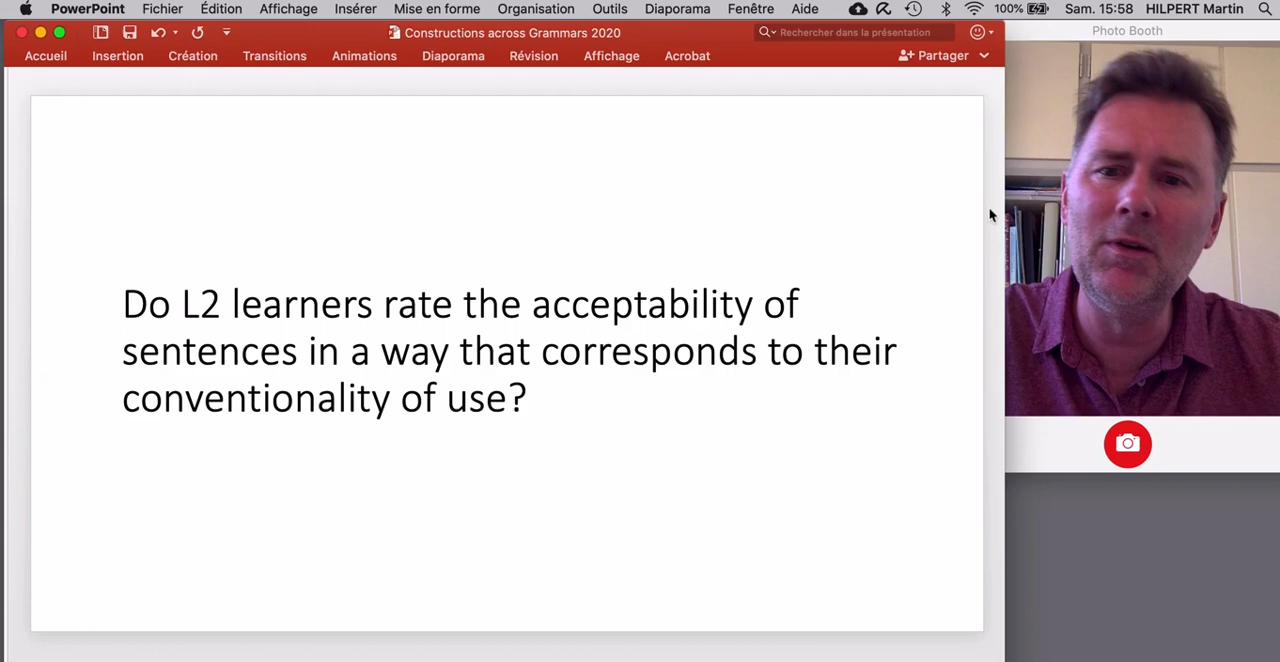 PowerPoint Fichier Édition Affichage Insérer Mise en forme Organisation Outils Diaporama Fenêtre Aide 100% Sam. 15:58 HILPERT Martin
Constructions across Grammars 2020
Rechercher dans la présentation
Photo Booth
Accueil Insertion Création Transitions Animations Diaporama Révision Affichage Acrobat Partager
Do L2 learners rate the acceptability of
sentences in a way that corresponds to their
conventionality of use?